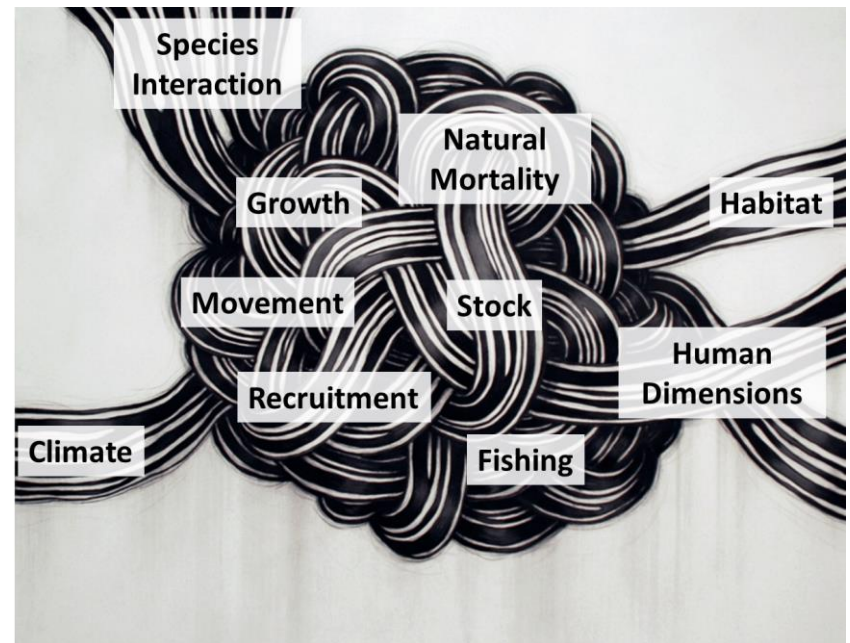 Species
Interaction
Natural
Mortality
Growth
Habitat
Movement
Stock
Human
Dimensions
Recruitment
Climate
Fishing